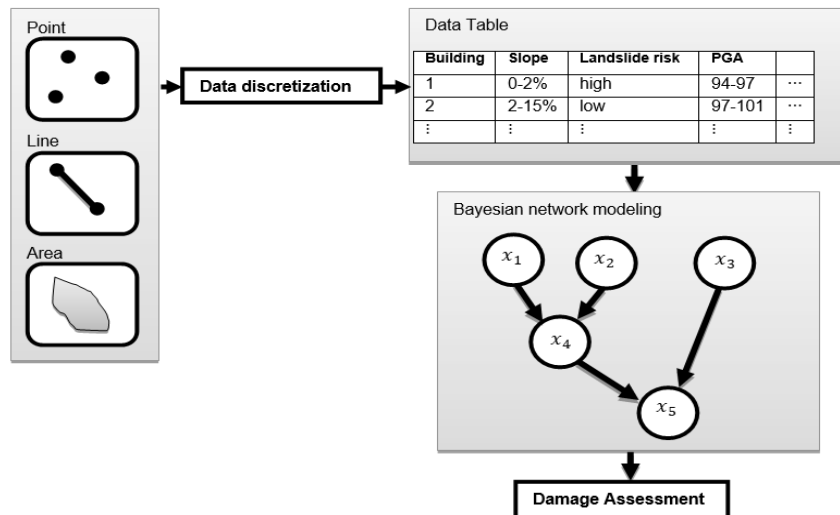 Point
Line
Area
Data discretization
Data Table
Building Slope Landslide risk PGA
1 0-2% high 94-97 ...
2 2-15% low 97-101 ...
⋮ ⋮ ⋮ ⋮ ⋮
Bayesian network modeling
x₁ x₂ x₃
x₄
x₅
Damage Assessment